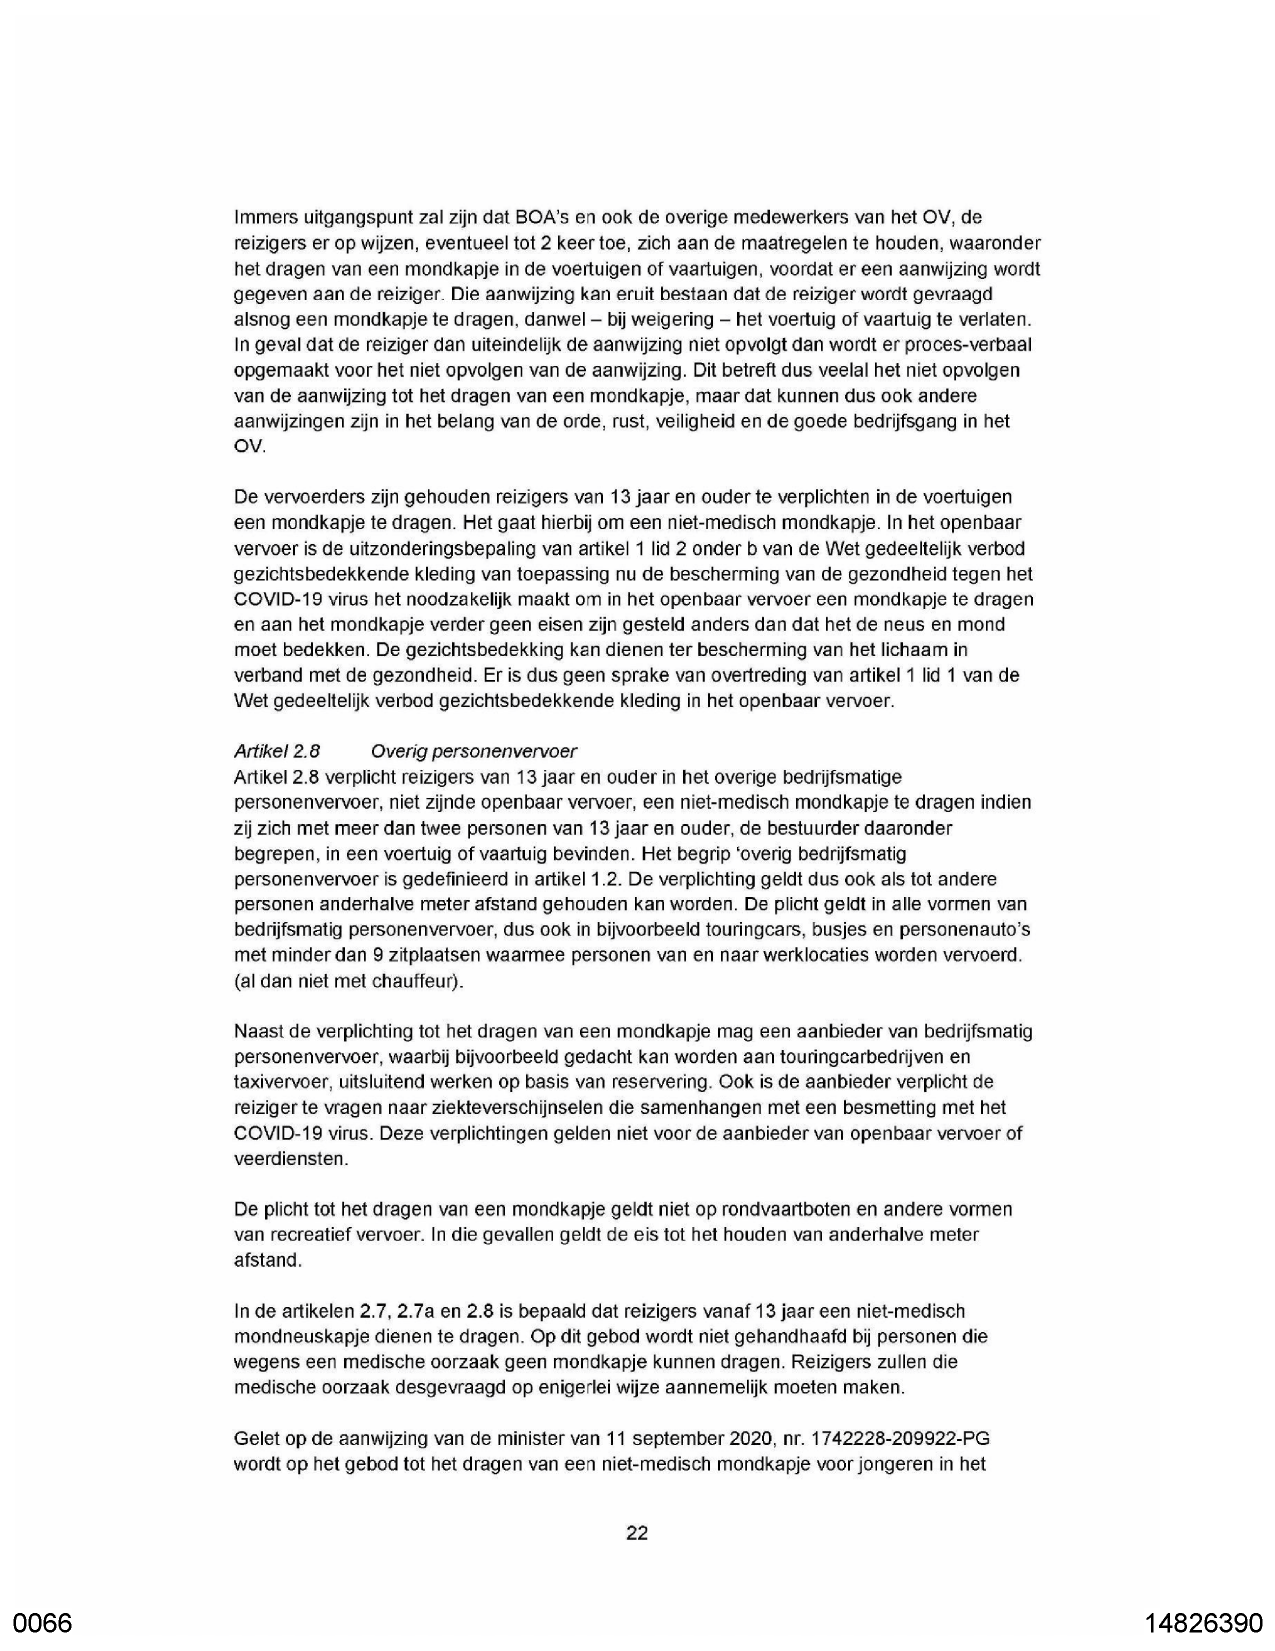 Immers uitgangspunt zal zijn dat BOA's en ook de overige medewerkers van het OV, de
reizigers er op wijzen, eventueel tot 2 keer toe, zich aan de maatregelen te houden, waaronder
het dragen van een mondkapje in de voertuigen of vaartuigen, voordat er een aanwijzing wordt
gegeven aan de reiziger. Die aanwijzing kan eruit bestaan dat de reiziger wordt gevraagd
alsnog een mondkapje te dragen, danwel – bij weigering – het voertuig of vaartuig te verlaten.
In geval dat de reiziger dan uiteindelijk de aanwijzing niet opvolgt dan wordt er proces-verbaal
opgemaakt voor het niet opvolgen van de aanwijzing. Dit betreft dus veelal het niet opvolgen
van de aanwijzing tot het dragen van een mondkapje, maar dat kunnen dus ook andere
aanwijzingen zijn in het belang van de orde, rust, veiligheid en de goede bedrijfsgang in het
OV.
De vervoerders zijn gehouden reizigers van 13 jaar en ouder te verplichten in de voertuigen
een mondkapje te dragen. Het gaat hierbij om een niet-medisch mondkapje. In het openbaar
vervoer is de uitzonderingsbepaling van artikel 1 lid 2 onder b van de Wet gedeeltelijk verbod
gezichtsbedekkende kleding van toepassing nu de bescherming van de gezondheid tegen het
COVID-19 virus het noodzakelijk maakt om in het openbaar vervoer een mondkapje te dragen
en aan het mondkapje verder geen eisen zijn gesteld anders dan dat het de neus en mond
moet bedekken. De gezichtsbedekking kan dienen ter bescherming van het lichaam in
verband met de gezondheid. Er is dus geen sprake van overtreding van artikel 1 lid 1 van de
Wet gedeeltelijk verbod gezichtsbedekkende kleding in het openbaar vervoer.
Artikel 2.8 Overig personenvervoer
Artikel 2.8 verplicht reizigers van 13 jaar en ouder in het overige bedrijfsmatige
personenvervoer, niet zijnde openbaar vervoer, een niet-medisch mondkapje te dragen indien
zij zich met meer dan twee personen van 13 jaar en ouder, de bestuurder daaronder
begrepen, in een voertuig of vaartuig bevinden. Het begrip 'overig bedrijfsmatig
personenvervoer is gedefinieerd in artikel 1.2. De verplichting geldt dus ook als tot andere
personen anderhalve meter afstand gehouden kan worden. De plicht geldt in alle vormen van
bedrijfsmatig personenvervoer, dus ook in bijvoorbeeld touringcars, busjes en personenauto's
met minder dan 9 zitplaatsen waarmee personen van en naar werklocaties worden vervoerd.
(al dan niet met chauffeur).
Naast de verplichting tot het dragen van een mondkapje mag een aanbieder van bedrijfsmatig
personenvervoer, waarbij bijvoorbeeld gedacht kan worden aan touringcarbedrijven en
taxivervoer, uitsluitend werken op basis van reservering. Ook is de aanbieder verplicht de
reiziger te vragen naar ziekteverschijnselen die samenhangen met een besmetting met het
COVID-19 virus. Deze verplichtingen gelden niet voor de aanbieder van openbaar vervoer of
veerdiensten.
De plicht tot het dragen van een mondkapje geldt niet op rondvaartboten en andere vormen
van recreatief vervoer. In die gevallen geldt de eis tot het houden van anderhalve meter
afstand.
In de artikelen 2.7, 2.7a en 2.8 is bepaald dat reizigers vanaf 13 jaar een niet-medisch
mondneuskapje dienen te dragen. Op dit gebod wordt niet gehandhaafd bij personen die
wegens een medische oorzaak geen mondkapje kunnen dragen. Reizigers zullen die
medische oorzaak desgevraagd op enigerlei wijze aannemelijk moeten maken.
Gelet op de aanwijzing van de minister van 11 september 2020, nr. 1742228-209922-PG
wordt op het gebod tot het dragen van een niet-medisch mondkapje voor jongeren in het
22
0066
14826390